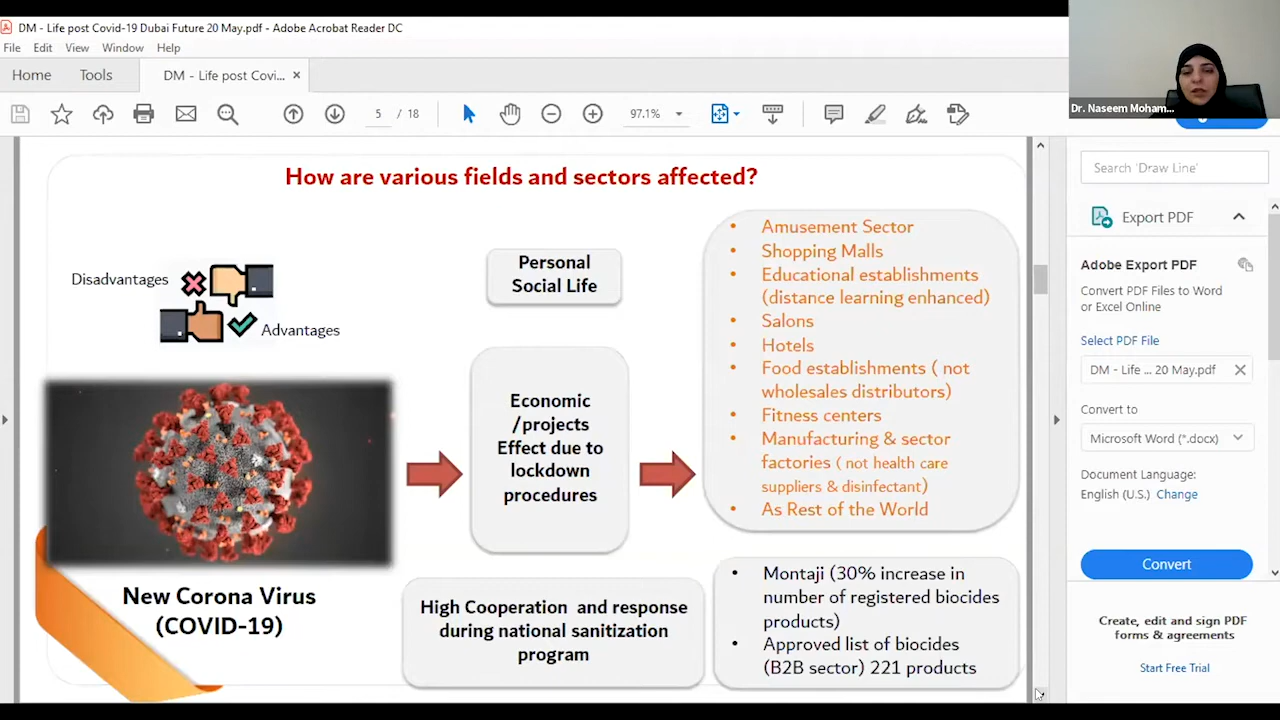 DM - Life post Covid-19 Dubai Future 20 May.pdf - Adobe Acrobat Reader DC
File Edit View Window Help
Home Tools DM - Life post Covi... ×
5 / 18 97.1%
Dr. Naseem Moham...
How are various fields and sectors affected?
Disadvantages
Advantages
New Corona Virus
(COVID-19)
Personal
Social Life
Economic
/projects
Effect due to
lockdown
procedures
• Amusement Sector
• Shopping Malls
• Educational establishments
(distance learning enhanced)
• Salons
• Hotels
• Food establishments ( not
wholesales distributors)
• Fitness centers
• Manufacturing & sector
factories ( not health care
suppliers & disinfectant)
• As Rest of the World
High Cooperation and response
during national sanitization
program
• Montaji (30% increase in
number of registered biocides
products)
• Approved list of biocides
(B2B sector) 221 products
Search 'Draw Line'
Export PDF
Adobe Export PDF
Convert PDF Files to Word
or Excel Online
Select PDF File
DM - Life ... 20 May.pdf
Convert to
Microsoft Word (*.docx)
Document Language:
English (U.S.) Change
Convert
Create, edit and sign PDF
forms & agreements
Start Free Trial